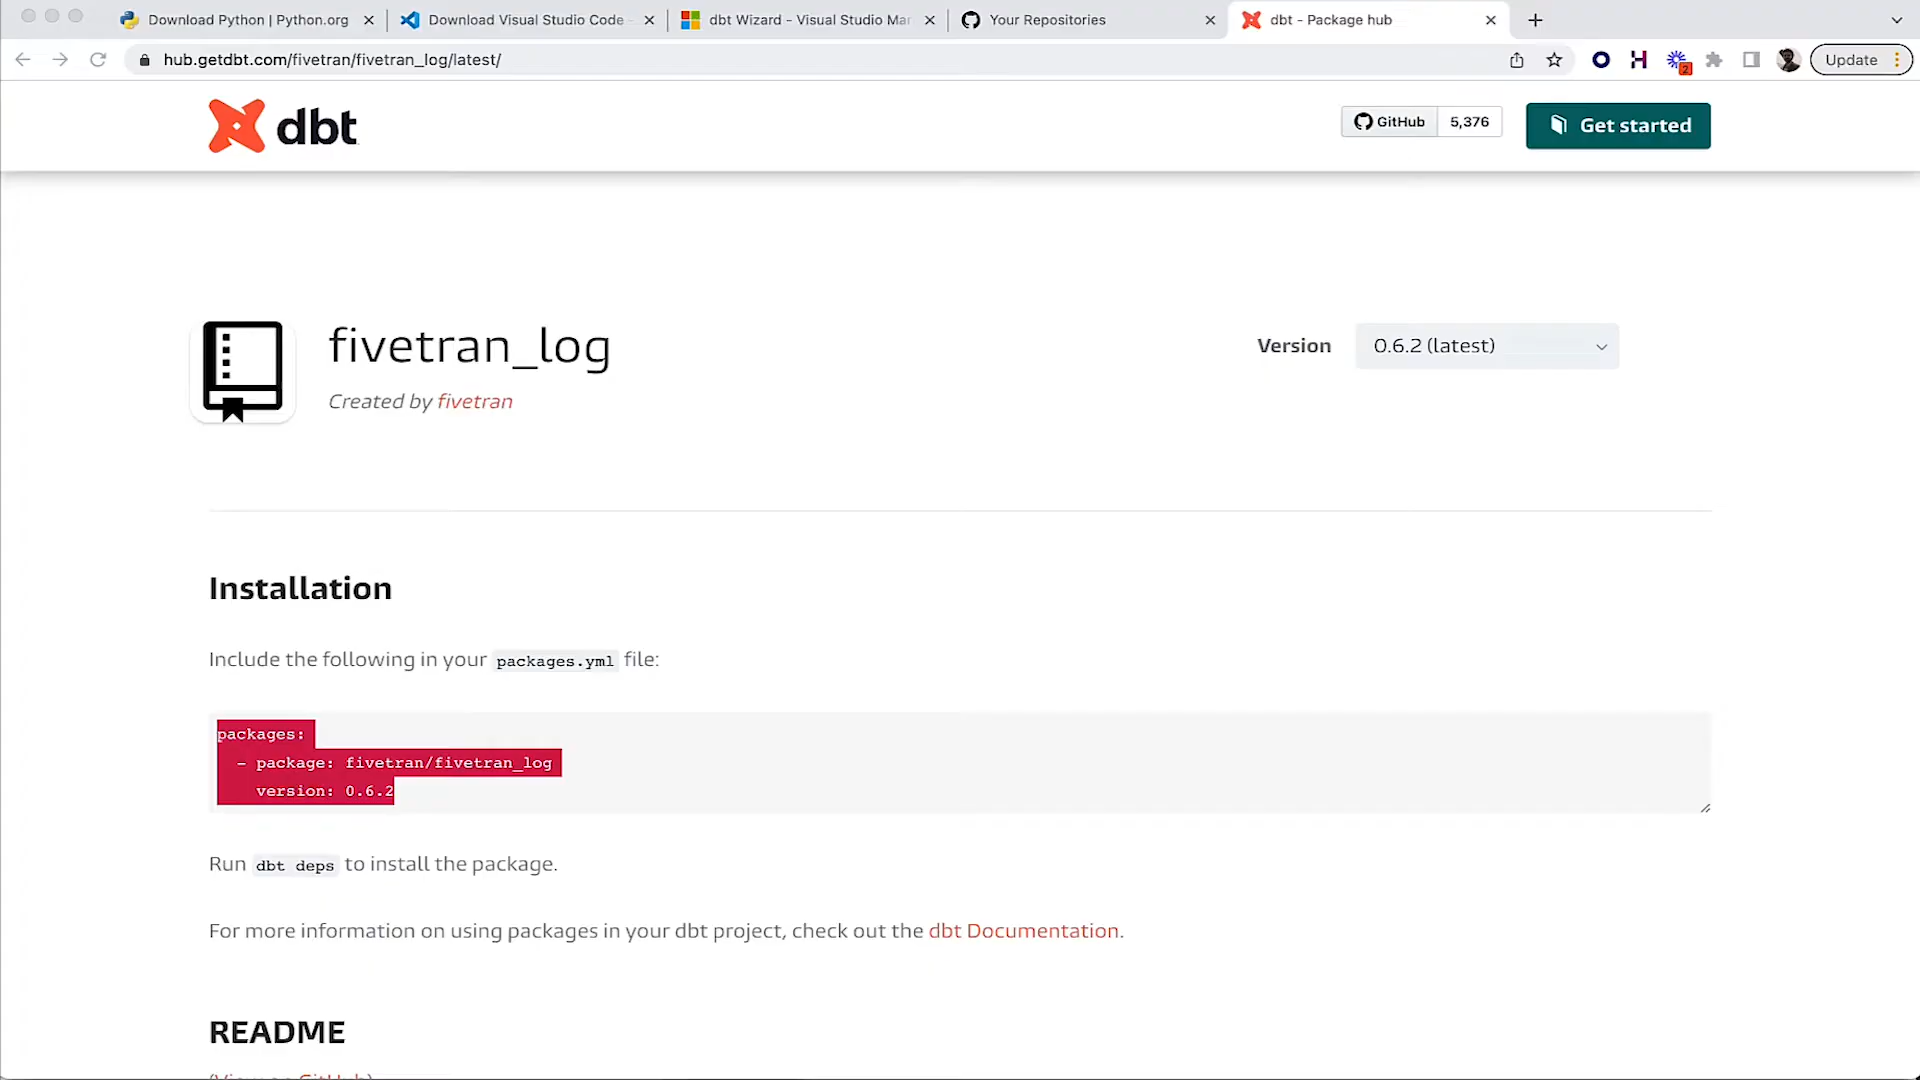 Download Python | Python.org
Download Visual Studio Code -
dbt Wizard - Visual Studio Mar
Your Repositories
dbt - Package hub
hub.getdbt.com/fivetran/fivetran_log/latest/
2
Update
dbt
GitHub
5,376
Get started
fivetran_log
Created by fivetran
Version
0.6.2 (latest)
Installation
Include the following in your packages.yml file:
packages:
- package: fivetran/fivetran_log
version: 0.6.2
Run dbt deps to install the package.
For more information on using packages in your dbt project, check out the dbt Documentation.
README
(View on GitHub)